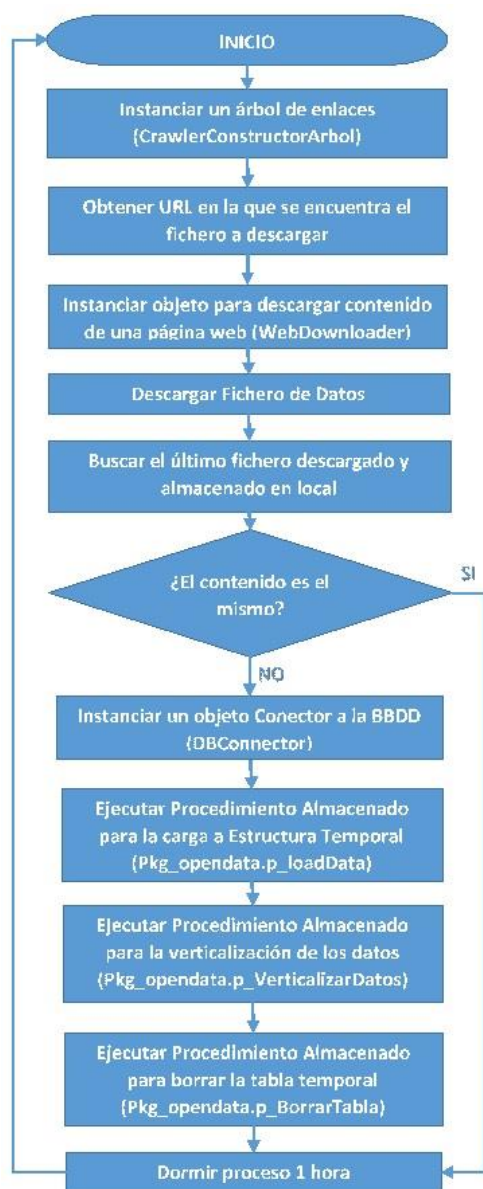 INICIO
Instanciar un árbol de enlaces
(CrawlerConstructorArbol)
Obtener URL en la que se encuentra el
fichero a descargar
Instanciar objeto para descargar contenido
de una página web (WebDownloader)
Descargar Fichero de Datos
Buscar el último fichero descargado y
almacenado en local
¿El contenido es el
mismo?
SI
NO
Instanciar un objeto Conector a la BBDD
(DBConnector)
Ejecutar Procedimiento Almacenado
para la carga a Estructura Temporal
(Pkg_opendata.p_loadData)
Ejecutar Procedimiento Almacenado
para la verticalización de los datos
(Pkg_opendata.p_VerticalizarDatos)
Ejecutar Procedimiento Almacenado
para borrar la tabla temporal
(Pkg_opendata.p_BorrarTabla)
Dormir proceso 1 hora